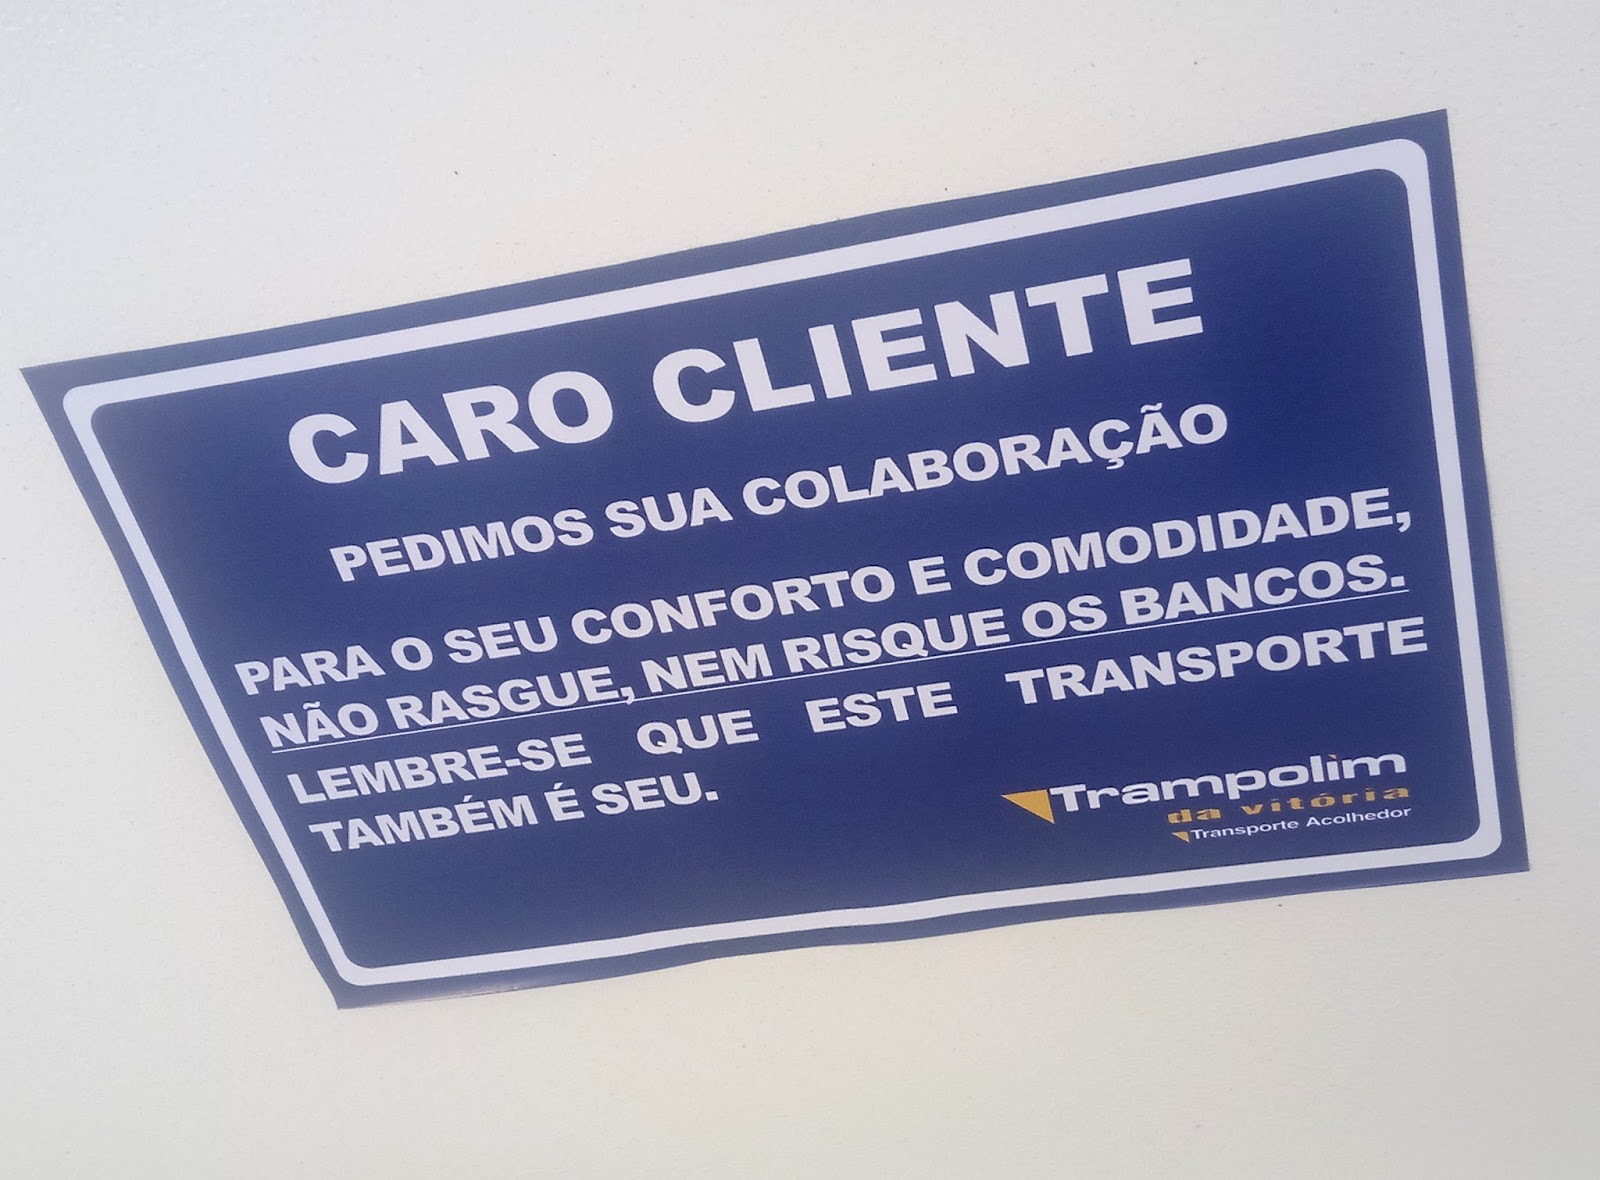 CARO CLIENTE
PEDIMOS SUA COLABORAÇÃO
PARA O SEU CONFORTO E COMODIDADE,
NÃO RASGUE, NEM RISQUE OS BANCOS.
LEMBRE-SE QUE ESTE TRANSPORTE
TAMBÉM É SEU.
Trampolim
da vitória
Transporte Acolhedor